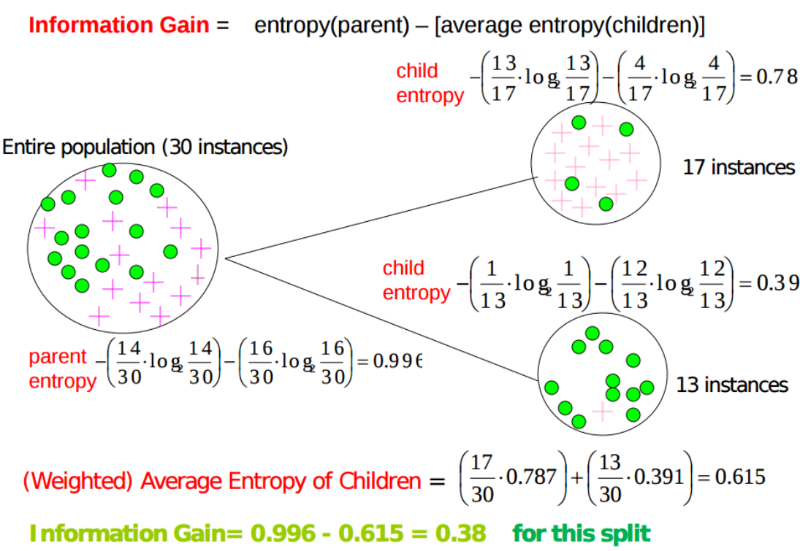 Information Gain = entropy(parent) – [average entropy(children)]
child entropy −(13/17 · log₂ 13/17) − (4/17 · log₂ 4/17) = 0.78
Entire population (30 instances)
17 instances
child entropy −(1/13 · log₂ 1/13) − (12/13 · log₂ 12/13) = 0.39
parent entropy −(14/30 · log₂ 14/30) − (16/30 · log₂ 16/30) = 0.996
13 instances
(Weighted) Average Entropy of Children = (17/30 · 0.787) + (13/30 · 0.391) = 0.615
Information Gain= 0.996 - 0.615 = 0.38 for this split